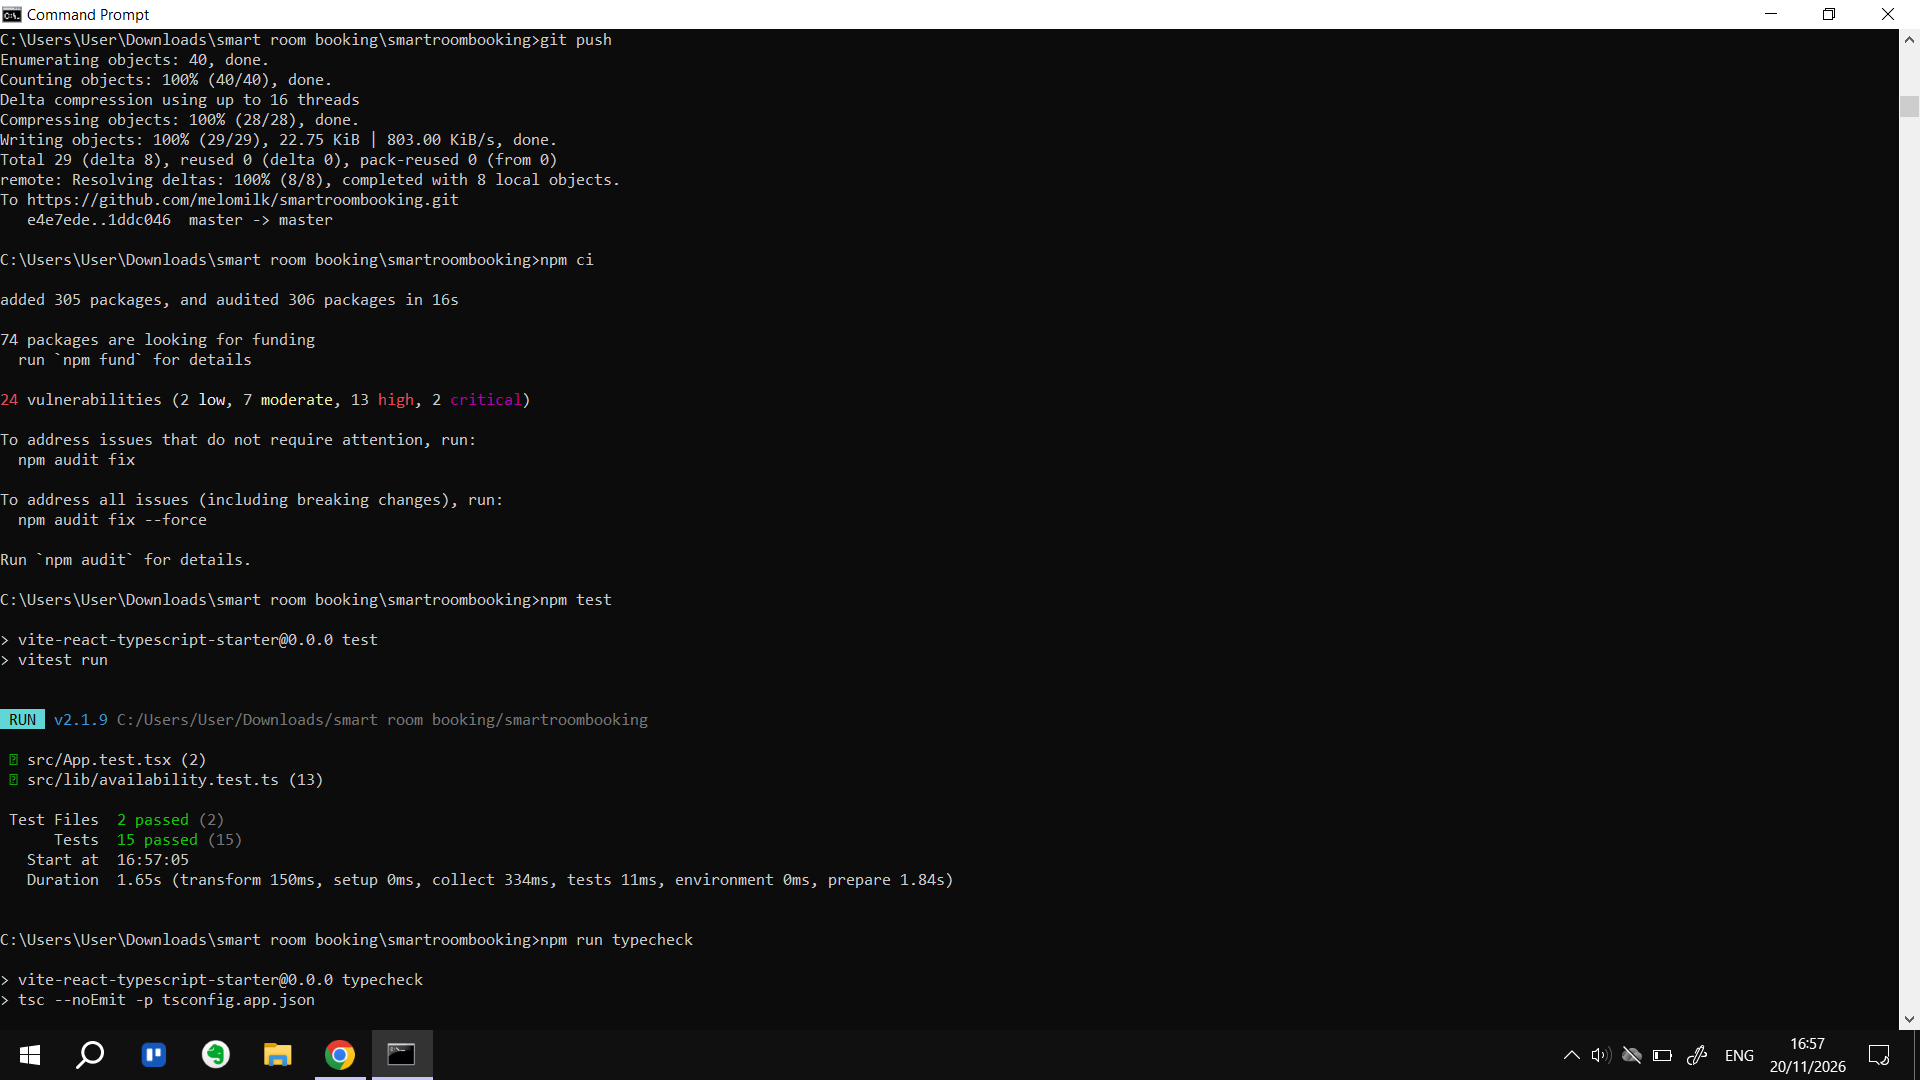 Command Prompt
C:\Users\User\Downloads\smart room booking\smartroombooking>git push
Enumerating objects: 40, done.
Counting objects: 100% (40/40), done.
Delta compression using up to 16 threads
Compressing objects: 100% (28/28), done.
Writing objects: 100% (29/29), 22.75 KiB | 803.00 KiB/s, done.
Total 29 (delta 8), reused 0 (delta 0), pack-reused 0 (from 0)
remote: Resolving deltas: 100% (8/8), completed with 8 local objects.
To https://github.com/melomilk/smartroombooking.git
   e4e7ede..1ddc046  master -> master
C:\Users\User\Downloads\smart room booking\smartroombooking>npm ci
added 305 packages, and audited 306 packages in 16s
74 packages are looking for funding
  run `npm fund` for details
24 vulnerabilities (2 low, 7 moderate, 13 high, 2 critical)
To address issues that do not require attention, run:
  npm audit fix
To address all issues (including breaking changes), run:
  npm audit fix --force
Run `npm audit` for details.
C:\Users\User\Downloads\smart room booking\smartroombooking>npm test
> vite-react-typescript-starter@0.0.0 test
> vitest run
RUN  v2.1.9 C:/Users/User/Downloads/smart room booking/smartroombooking
src/App.test.tsx (2)
src/lib/availability.test.ts (13)
Test Files  2 passed (2)
Tests  15 passed (15)
Start at  16:57:05
Duration  1.65s (transform 150ms, setup 0ms, collect 334ms, tests 11ms, environment 0ms, prepare 1.84s)
C:\Users\User\Downloads\smart room booking\smartroombooking>npm run typecheck
> vite-react-typescript-starter@0.0.0 typecheck
> tsc --noEmit -p tsconfig.app.json
ENG
16:57
20/11/2026